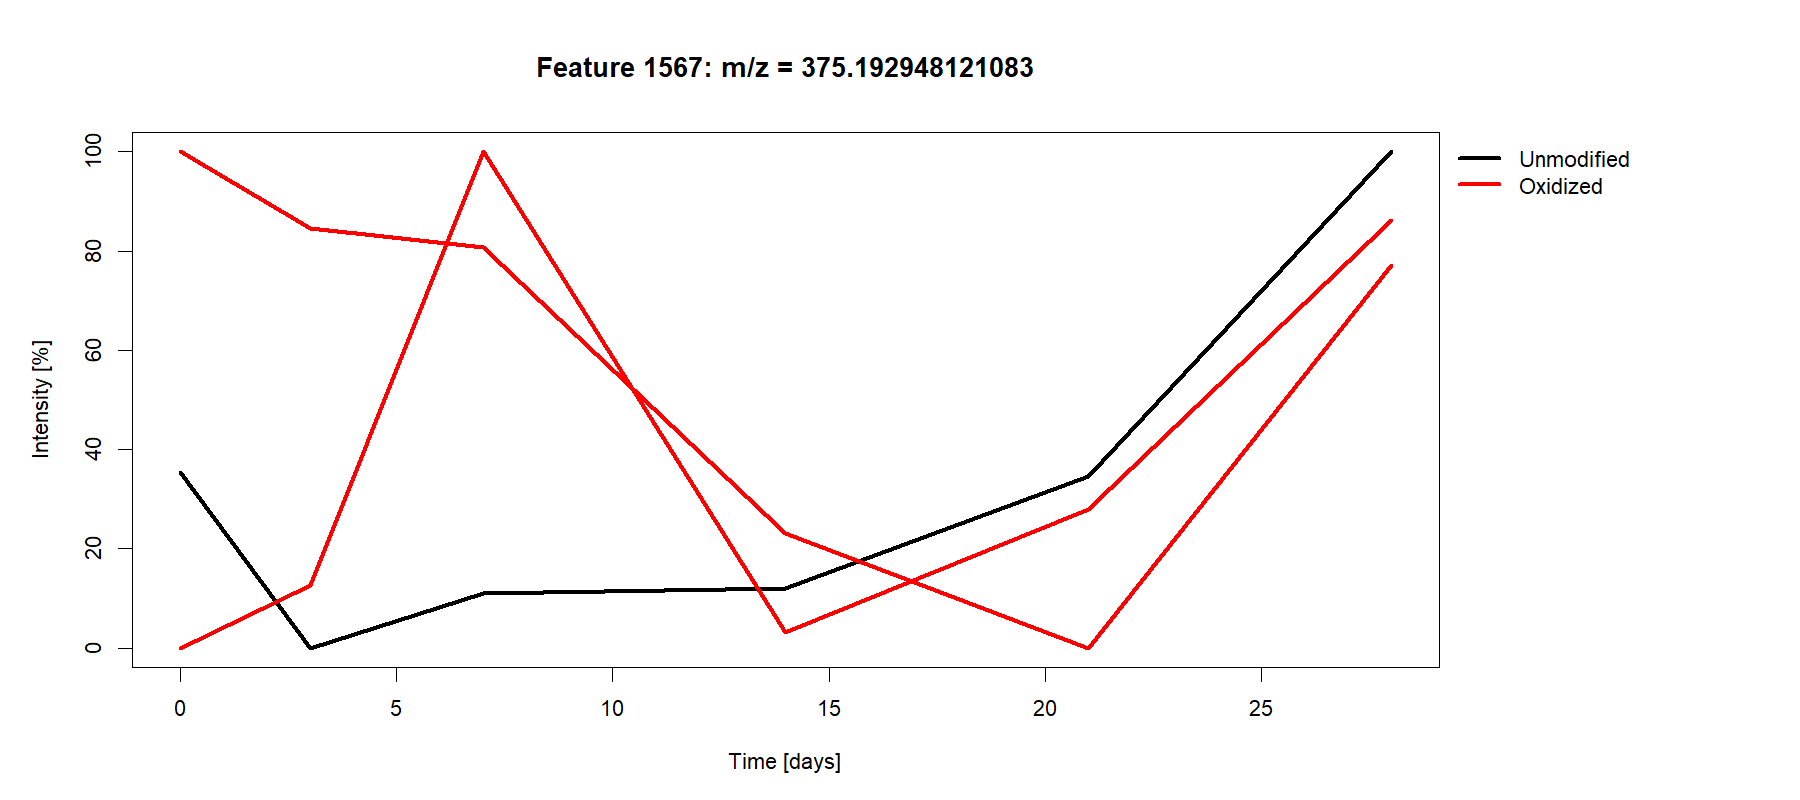 Feature 1567: m/z = 375.192948121083
100
80
60
40
20
0
Intensity [%]
0 5 10 15 20 25
Time [days]
Unmodified
Oxidized